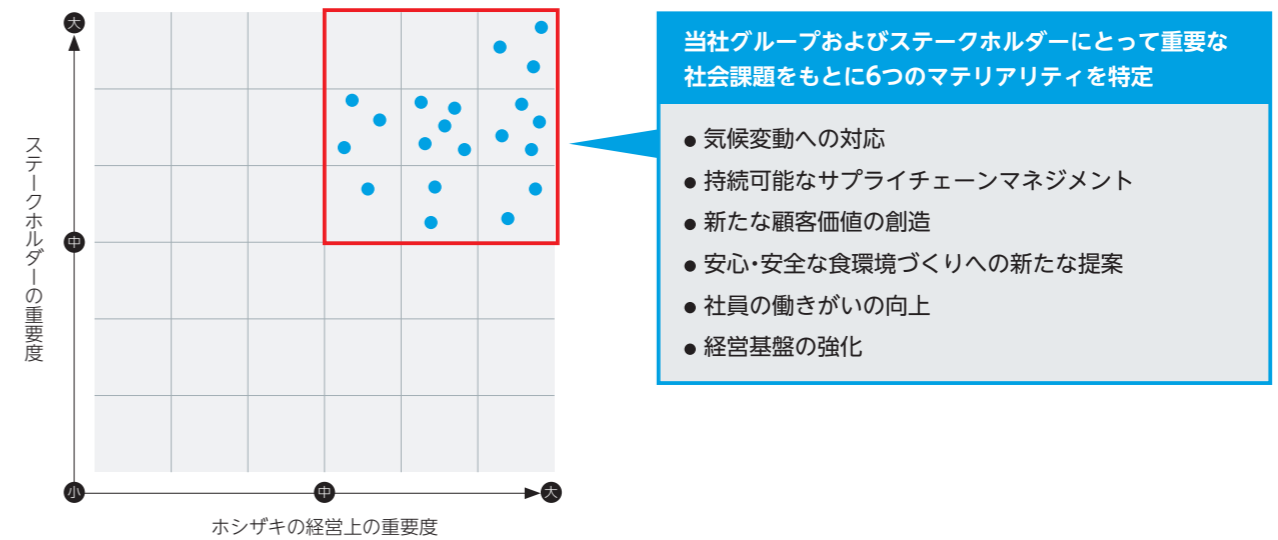 大
ステークホルダーの重要度
中
小
中
大
ホシザキの経営上の重要度
当社グループおよびステークホルダーにとって重要な
社会課題をもとに6つのマテリアリティを特定
● 気候変動への対応
● 持続可能なサプライチェーンマネジメント
● 新たな顧客価値の創造
● 安心・安全な食環境づくりへの新たな提案
● 社員の働きがいの向上
● 経営基盤の強化